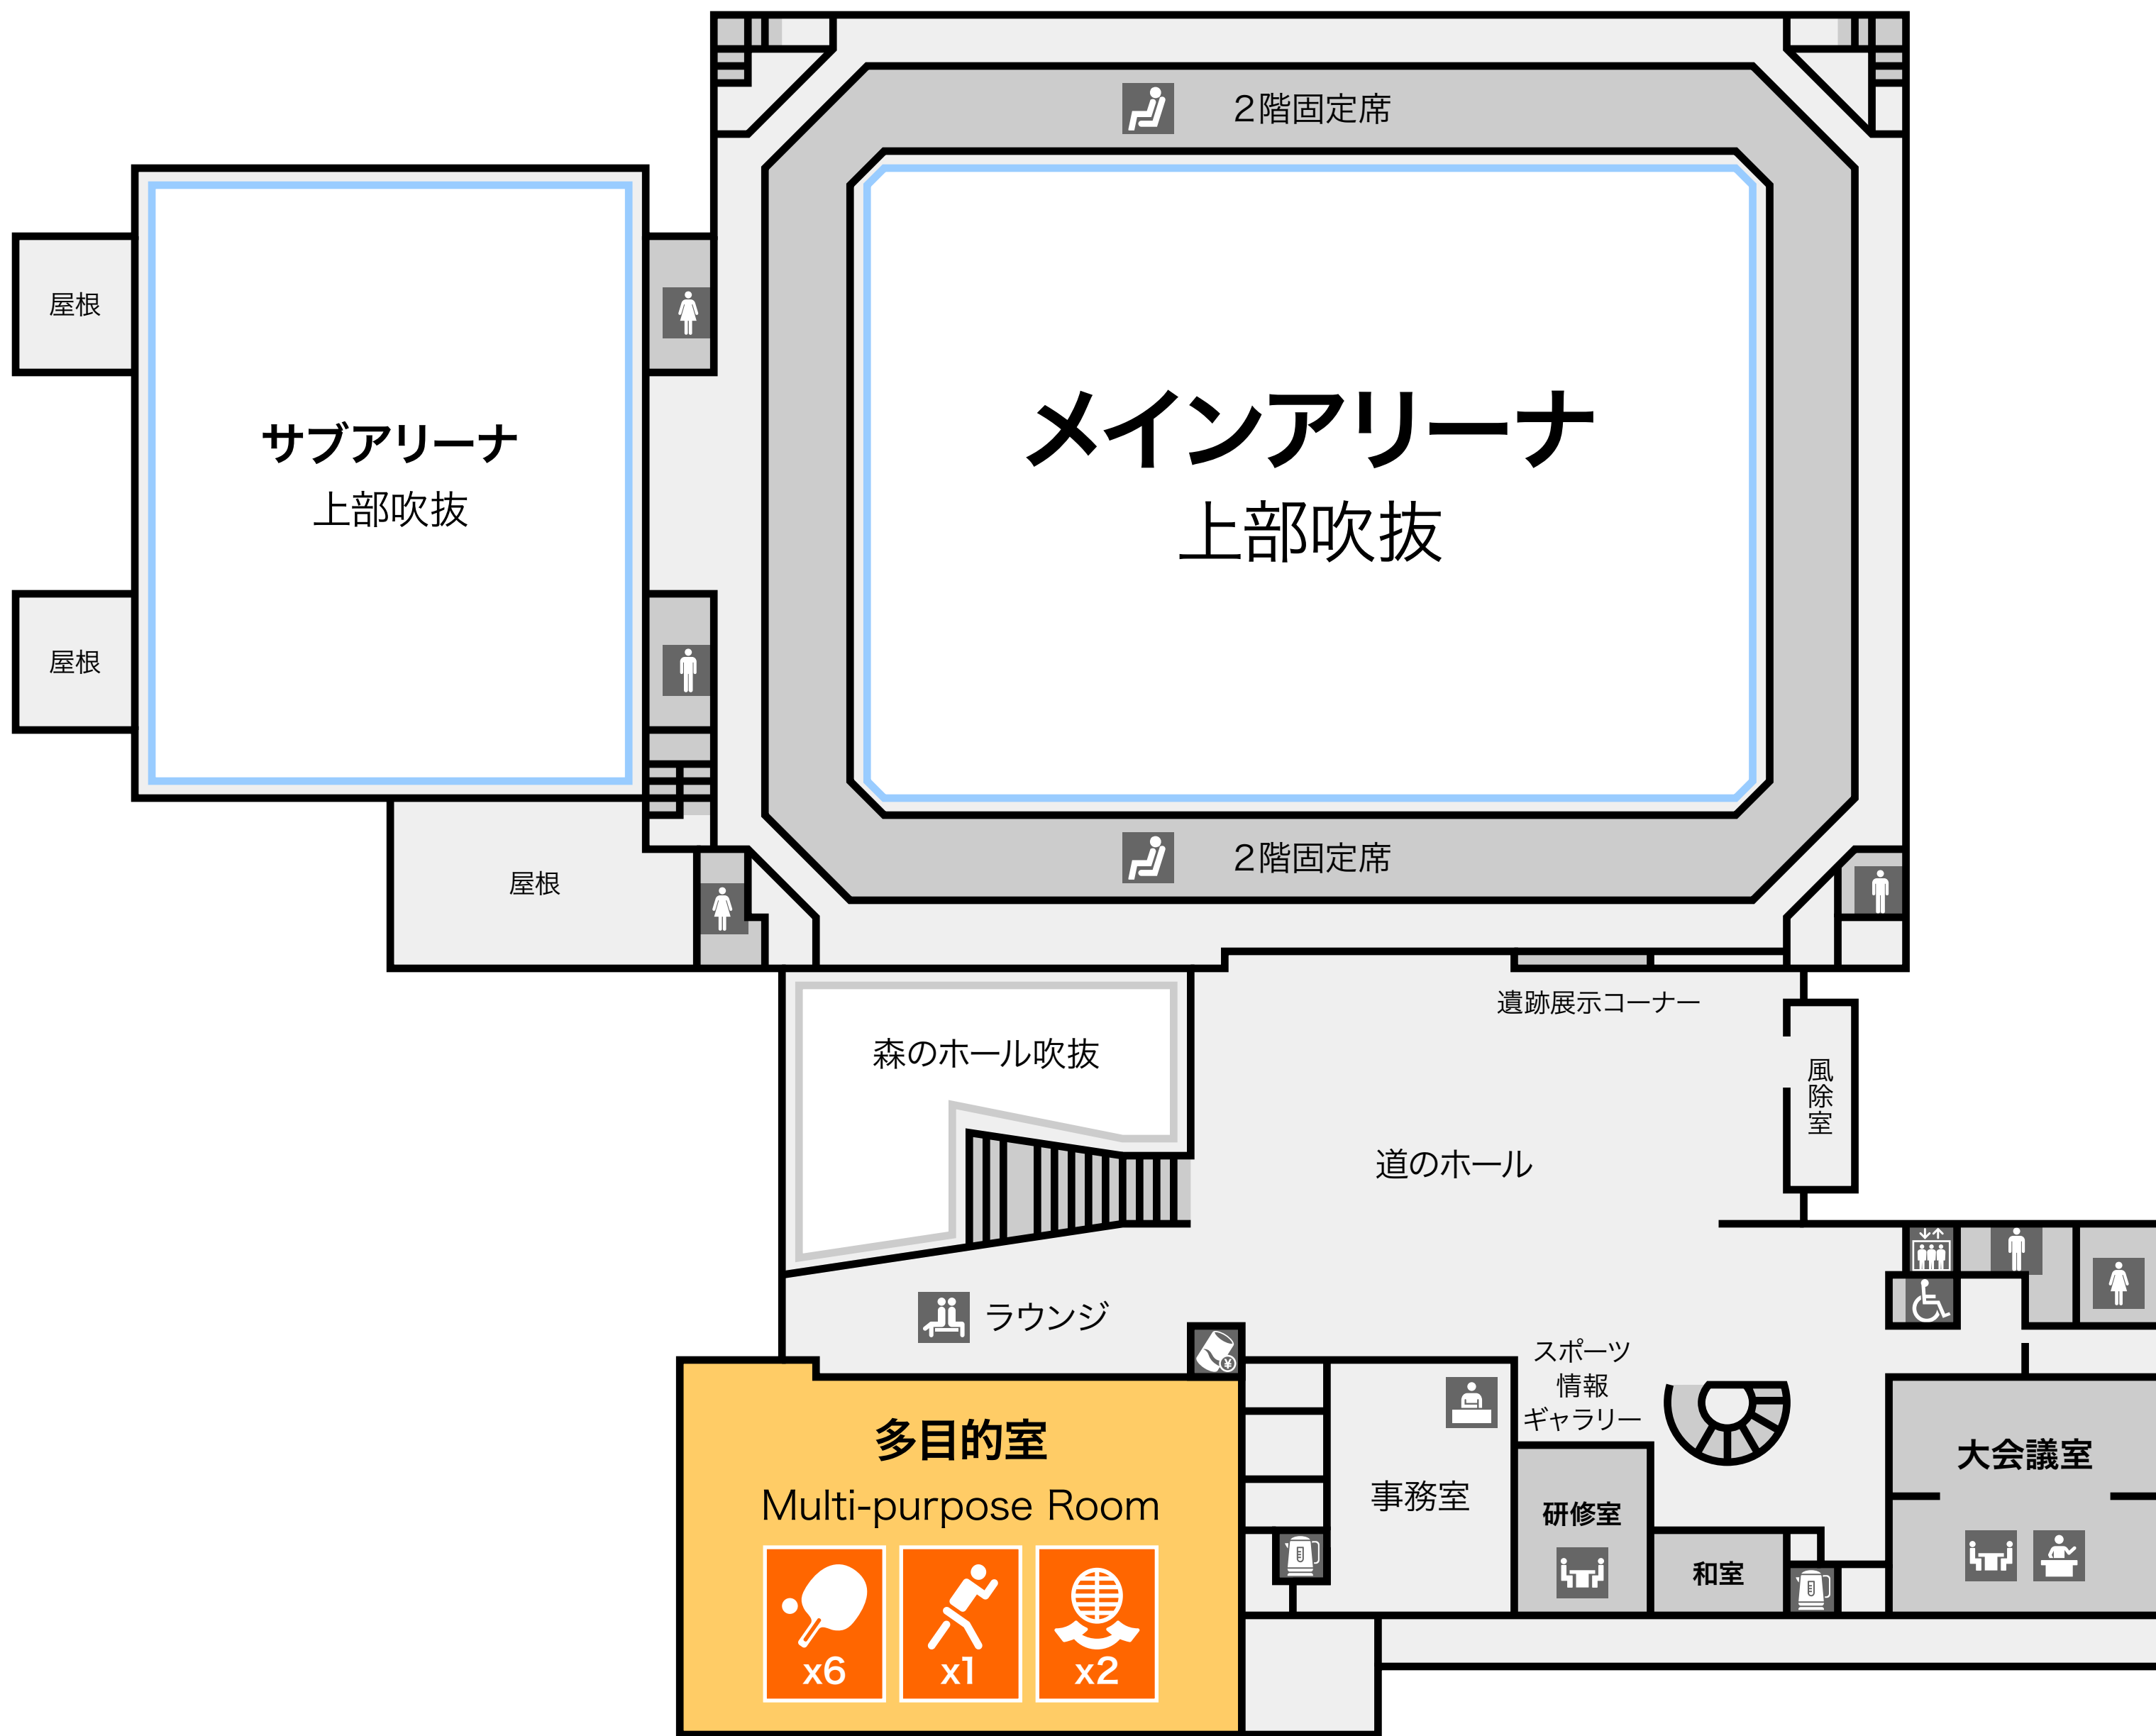 ２階固定席
屋根
サブアリーナ
上部吹抜
メインアリーナ
上部吹抜
屋根
２階固定席
屋根
遺跡展示コーナー
森のホール吹抜
風除室
道のホール
ラウンジ
スポーツ
情報
ギャラリー
多目的室
Multi-purpose Room
x6
x1
x2
事務室
研修室
和室
大会議室